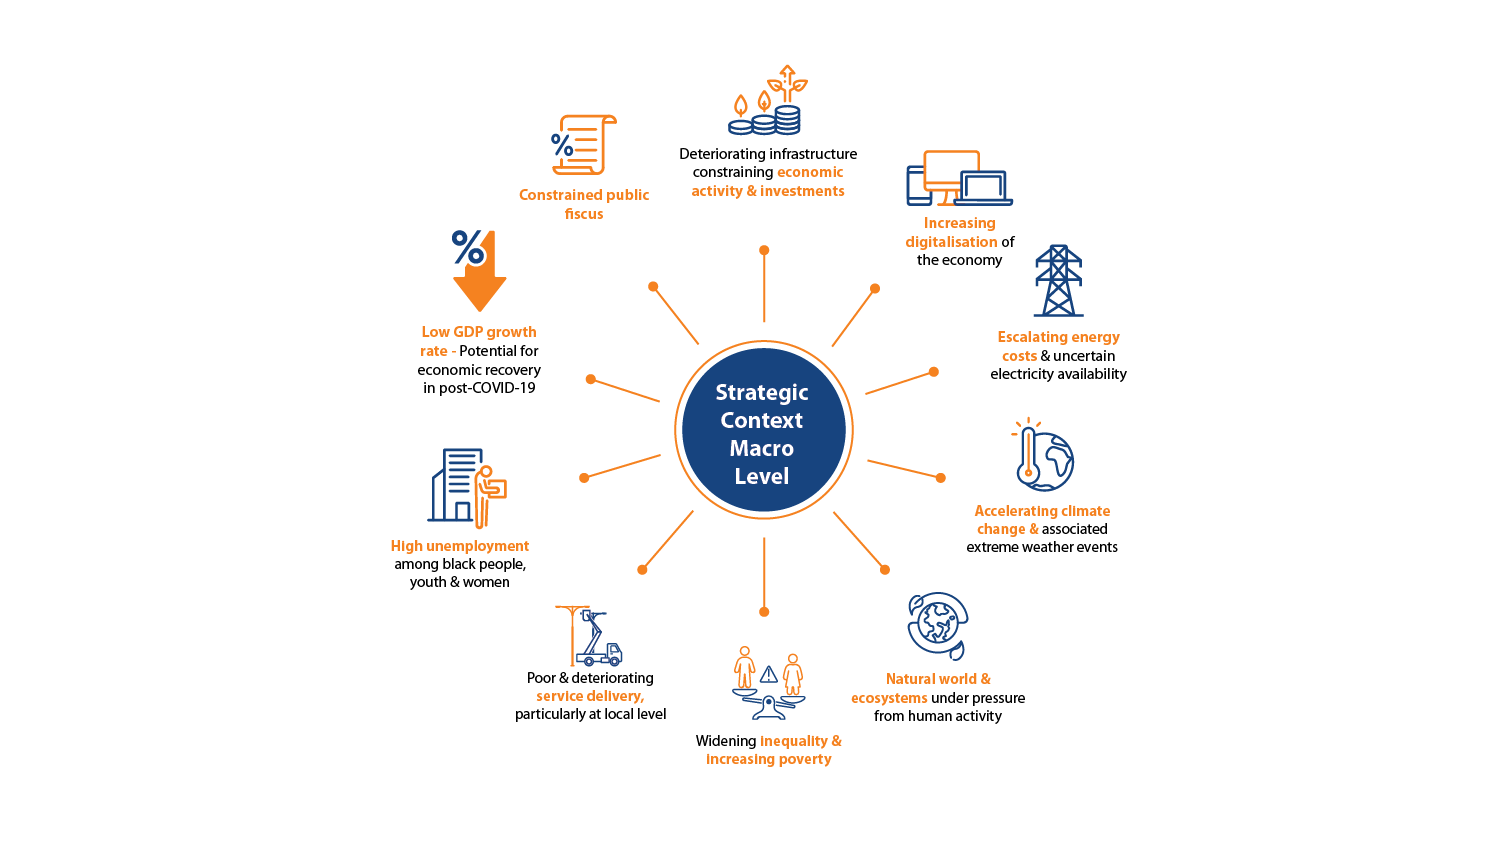 Deteriorating infrastructure
constraining economic
activity & investments
Increasing
digitalisation of
the economy
Escalating energy
costs & uncertain
electricity availability
Accelerating climate
change & associated
extreme weather events
Natural world &
ecosystems under pressure
from human activity
Widening inequality &
increasing poverty
Poor & deteriorating
service delivery,
particularly at local level
High unemployment
among black people,
youth & women
%
Low GDP growth
rate - Potential for
economic recovery
in post-COVID-19
%
Constrained public
fiscus
Strategic
Context
Macro
Level